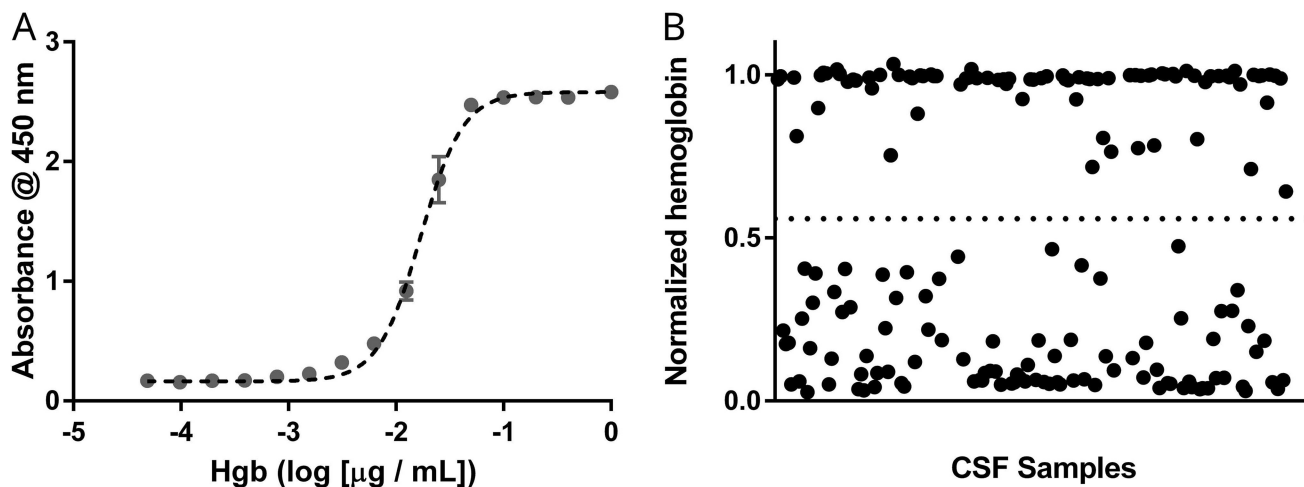 A
Absorbance @ 450 nm
3
2
1
0
-5 -4 -3 -2 -1 0
Hgb (log [μg / mL])
B
Normalized hemoglobin
1.0
0.5
0.0
CSF Samples